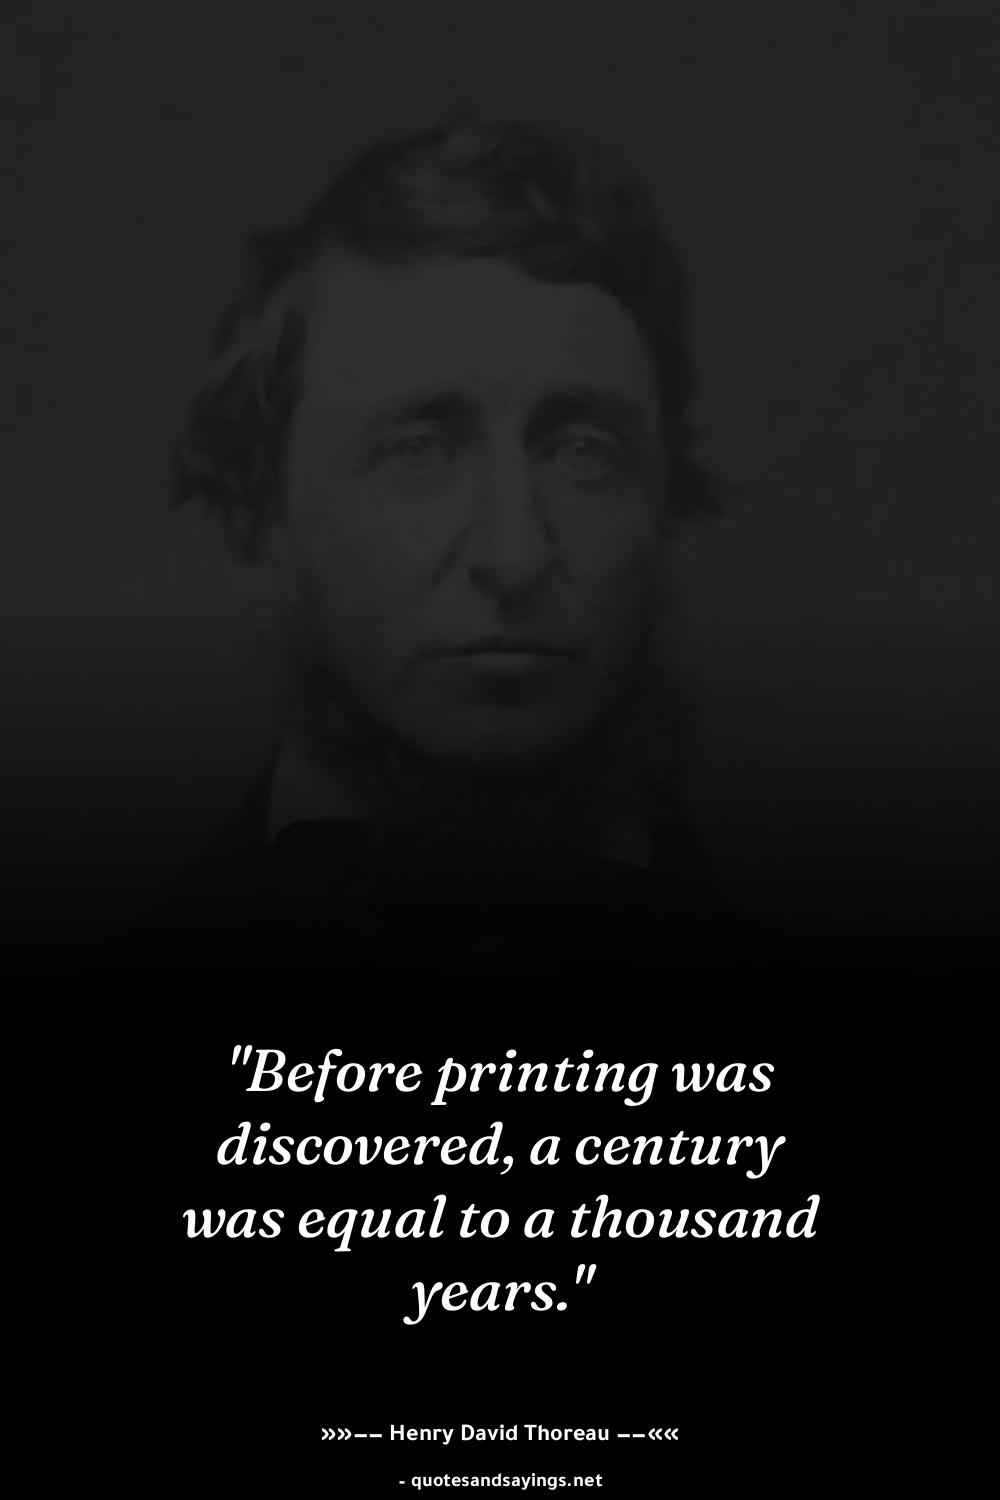 "Before printing was
discovered, a century
was equal to a thousand
years."
»»−− Henry David Thoreau −−««
- quotesandsayings.net